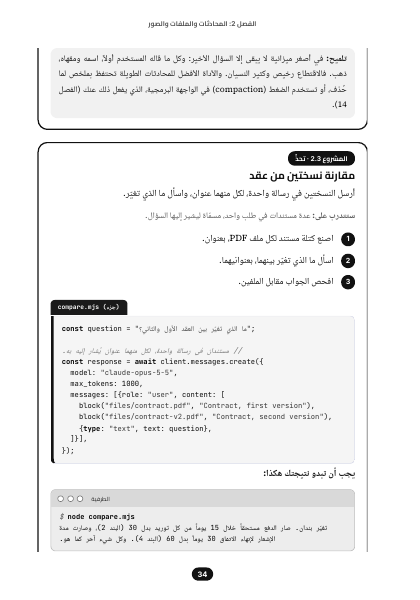 الفصل 2: المحادثات والملفات والصور
تلميح: في أصغر ميزانية لا يبقى إلا السؤال الأخير: وكل ما قاله المستخدم أولاً، اسمه ومقهاه،
ذهب. فالاقتطاع رخيص وكثير النسيان. والأداة الأفضل للمحادثات الطويلة تحتفظ بملخص لما
حُذف، أو تستخدم الضغط (compaction) في الواجهة البرمجية، الذي يفعل ذلك عنك (الفصل
14).
المشروع 2.3 · تحدٍّ
مقارنة نسختين من عقد
أرسل النسختين في رسالة واحدة، لكل منهما عنوان، واسأل ما الذي تغيّر.
ستتدرب على: عدة مستندات في طلب واحد، مسمّاة ليشير إليها السؤال.
1 اصنع كتلة مستند لكل ملف PDF، بعنوان.
2 اسأل ما الذي تغيّر بينهما، بعنوانيهما.
3 افحص الجواب مقابل الملفين.
compare.mjs (جزء)
const question = "ما الذي تغيّر بين العقد الأول والثاني؟";
// مستندان في رسالة واحدة، لكل منهما عنوان يُشار إليه به.
const response = await client.messages.create({
model: "claude-opus-5-5",
max_tokens: 1000,
messages: [{role: "user", content: [
block("files/contract.pdf", "Contract, first version"),
block("files/contract-v2.pdf", "Contract, second version"),
{type: "text", text: question},
]}],
});
يجب أن تبدو نتيجتك هكذا:
الطرفية
$ node compare.mjs
تغيّر بندان. صار الدفع مستحقاً خلال 15 يوماً من كل توريد بدل 30 (البند 2)، وصارت مدة
الإشعار لإنهاء الاتفاق 30 يوماً بدل 60 (البند 4). وكل شيء آخر كما هو.
34